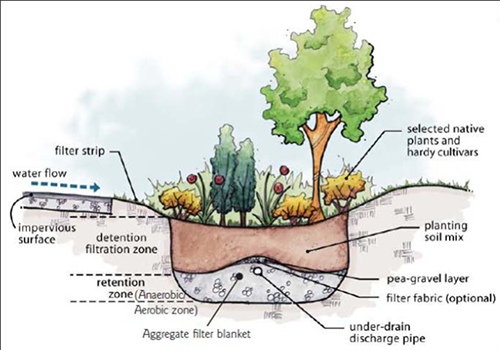 filter strip
water flow
impervious
surface
detention
filtration zone
retention
zone (Anaerobic)
Aerobic zone)
Aggregate filter blanket
selected native
plants and
hardy cultivars
planting
soil mix
pea-gravel layer
filter fabric (optional)
under-drain
discharge pipe